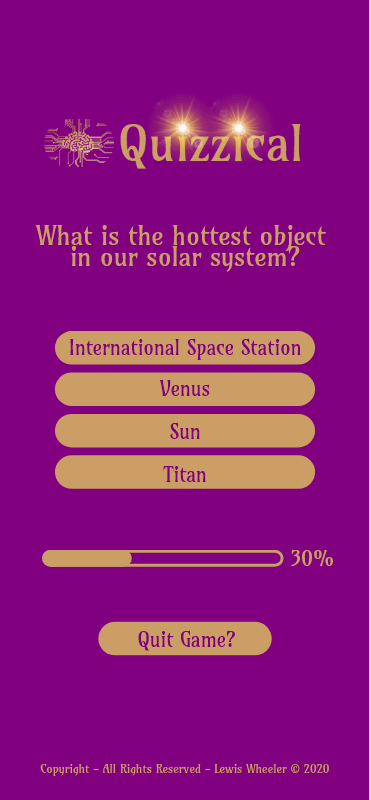 Quizzical
What is the hottest object
in our solar system?
International Space Station
Venus
Sun
Titan
30%
Quit Game?
Copyright – All Rights Reserved – Lewis Wheeler © 2020